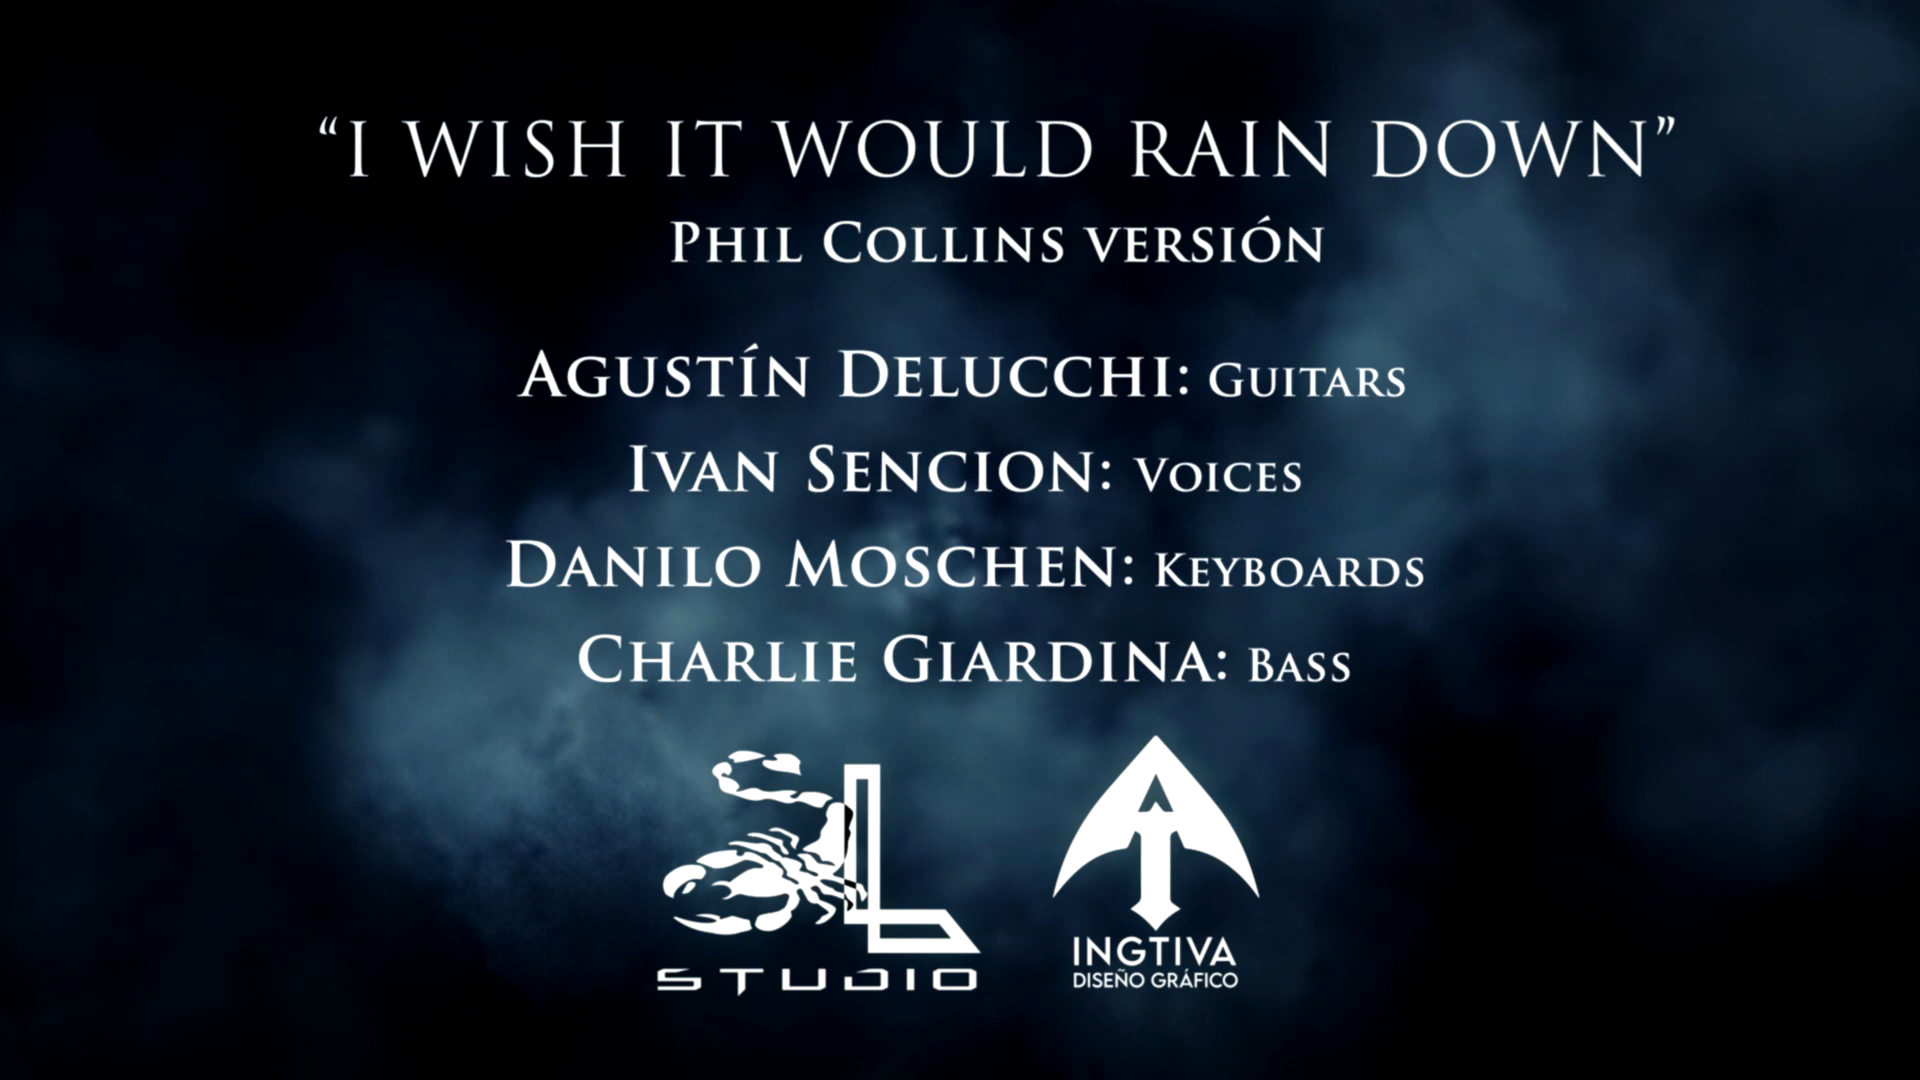 “I WISH IT WOULD RAIN DOWN”
PHIL COLLINS VERSIÓN
AGUSTÍN DELUCCHI: GUITARS
IVAN SENCION: VOICES
DANILO MOSCHEN: KEYBOARDS
CHARLIE GIARDINA: BASS
L
STUDIO
INGTIVA
DISEÑO GRÁFICO